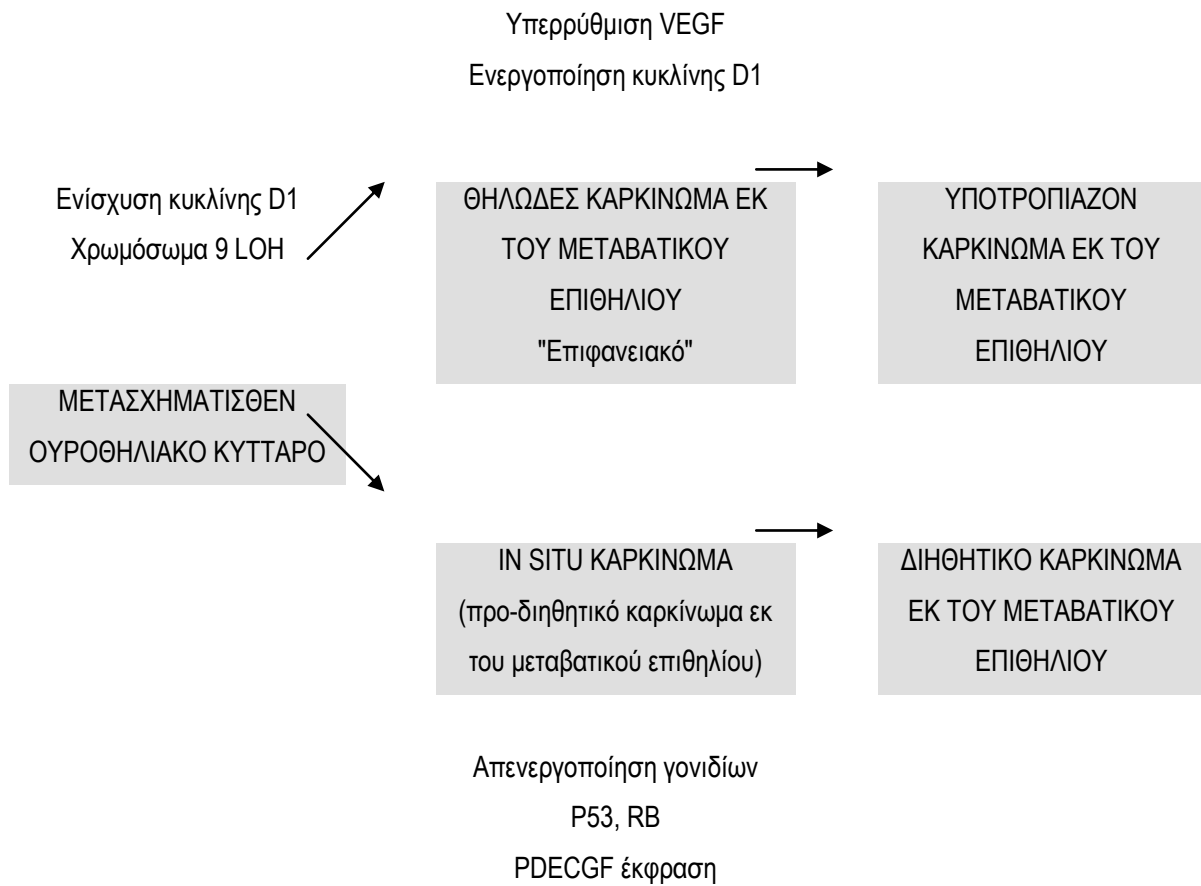 Υπερρύθμιση VEGF
Ενεργοποίηση κυκλίνης D1
Ενίσχυση κυκλίνης D1
Χρωμόσωμα 9 LOH
ΘΗΛΩΔΕΣ ΚΑΡΚΙΝΩΜΑ ΕΚ
ΤΟΥ ΜΕΤΑΒΑΤΙΚΟΥ
ΕΠΙΘΗΛΙΟΥ
"Επιφανειακό"
ΥΠΟΤΡΟΠΙΑΖΟΝ
ΚΑΡΚΙΝΩΜΑ ΕΚ ΤΟΥ
ΜΕΤΑΒΑΤΙΚΟΥ
ΕΠΙΘΗΛΙΟΥ
ΜΕΤΑΣΧΗΜΑΤΙΣΘΕΝ
ΟΥΡΟΘΗΛΙΑΚΟ ΚΥΤΤΑΡΟ
IN SITU ΚΑΡΚΙΝΩΜΑ
(προ-διηθητικό καρκίνωμα εκ
του μεταβατικού επιθηλίου)
ΔΙΗΘΗΤΙΚΟ ΚΑΡΚΙΝΩΜΑ
ΕΚ ΤΟΥ ΜΕΤΑΒΑΤΙΚΟΥ
ΕΠΙΘΗΛΙΟΥ
Απενεργοποίηση γονιδίων
P53, RB
PDECGF έκφραση